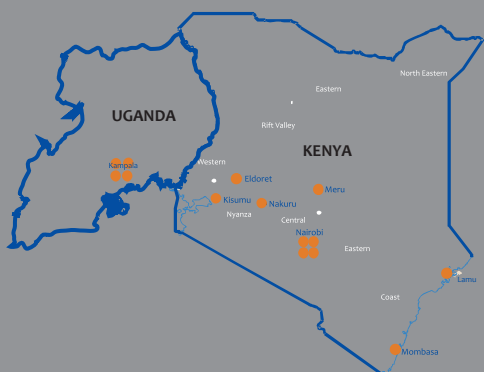 North Eastern
Eastern
UGANDA
Rift Valley
KENYA
Western
Kampala
Eldoret
Meru
Kisumu
Nakuru
Nyanza
Central
Nairobi
Eastern
Lamu
Coast
Mombasa